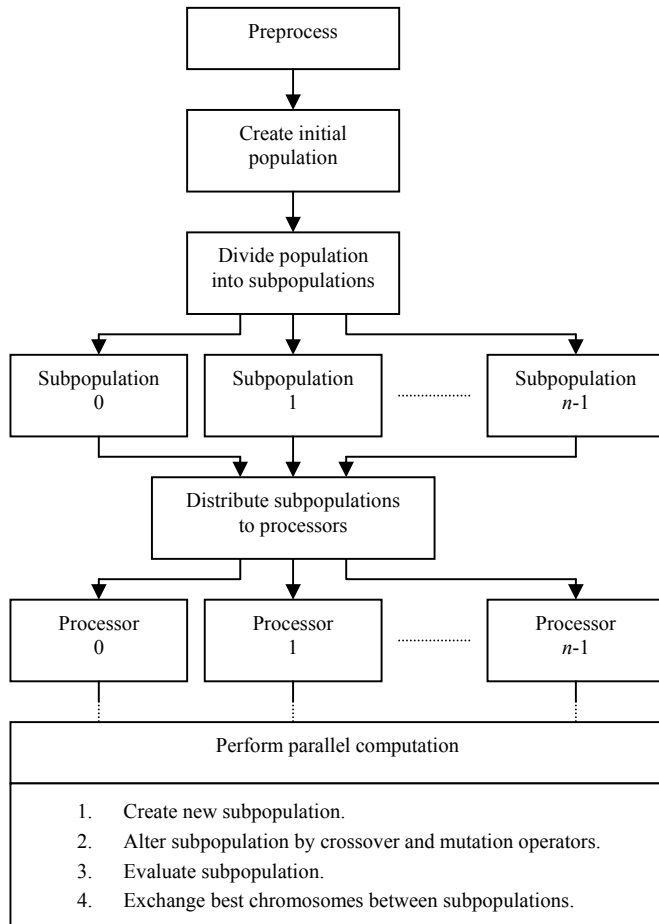 Preprocess
Create initial
population
Divide population
into subpopulations
Subpopulation
0
Subpopulation
1
Subpopulation
n-1
Distribute subpopulations
to processors
Processor
0
Processor
1
Processor
n-1
Perform parallel computation
1. Create new subpopulation.
2. Alter subpopulation by crossover and mutation operators.
3. Evaluate subpopulation.
4. Exchange best chromosomes between subpopulations.